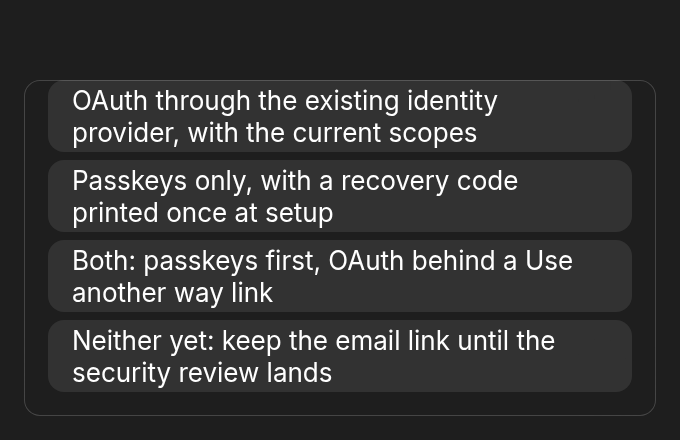 OAuth through the existing identity
provider, with the current scopes
Passkeys only, with a recovery code
printed once at setup
Both: passkeys first, OAuth behind a Use
another way link
Neither yet: keep the email link until the
security review lands